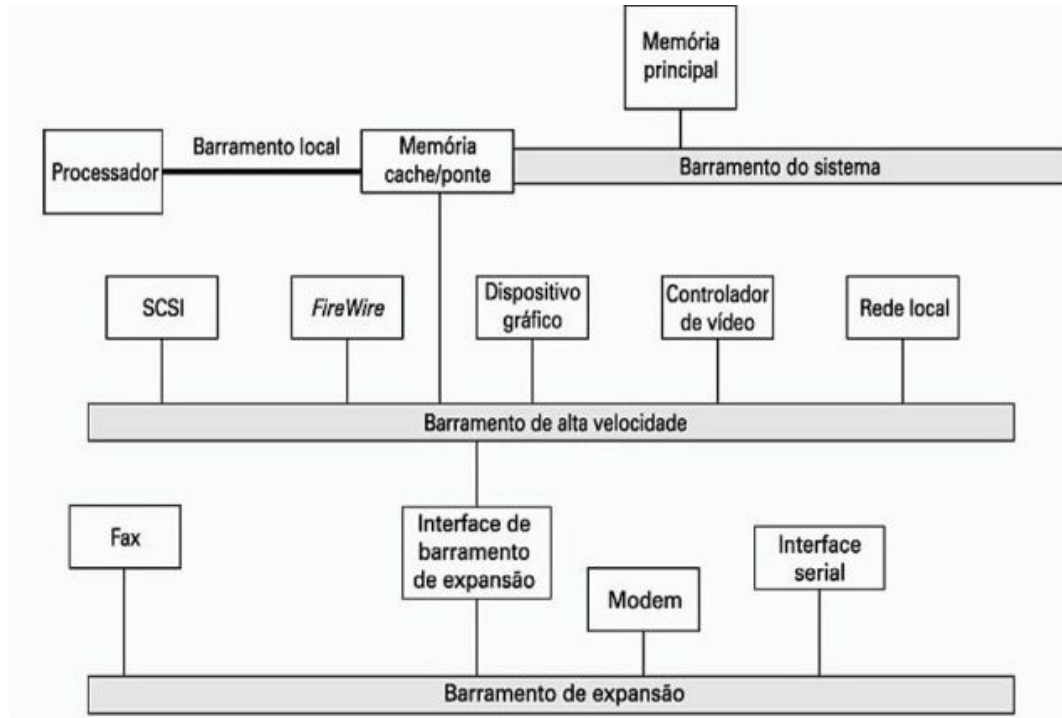 Memória
principal
Barramento local
Processador
Memória
cache/ponte
Barramento do sistema
SCSI
FireWire
Dispositivo
gráfico
Controlador
de vídeo
Rede local
Barramento de alta velocidade
Fax
Interface de
barramento
de expansão
Modem
Interface
serial
Barramento de expansão